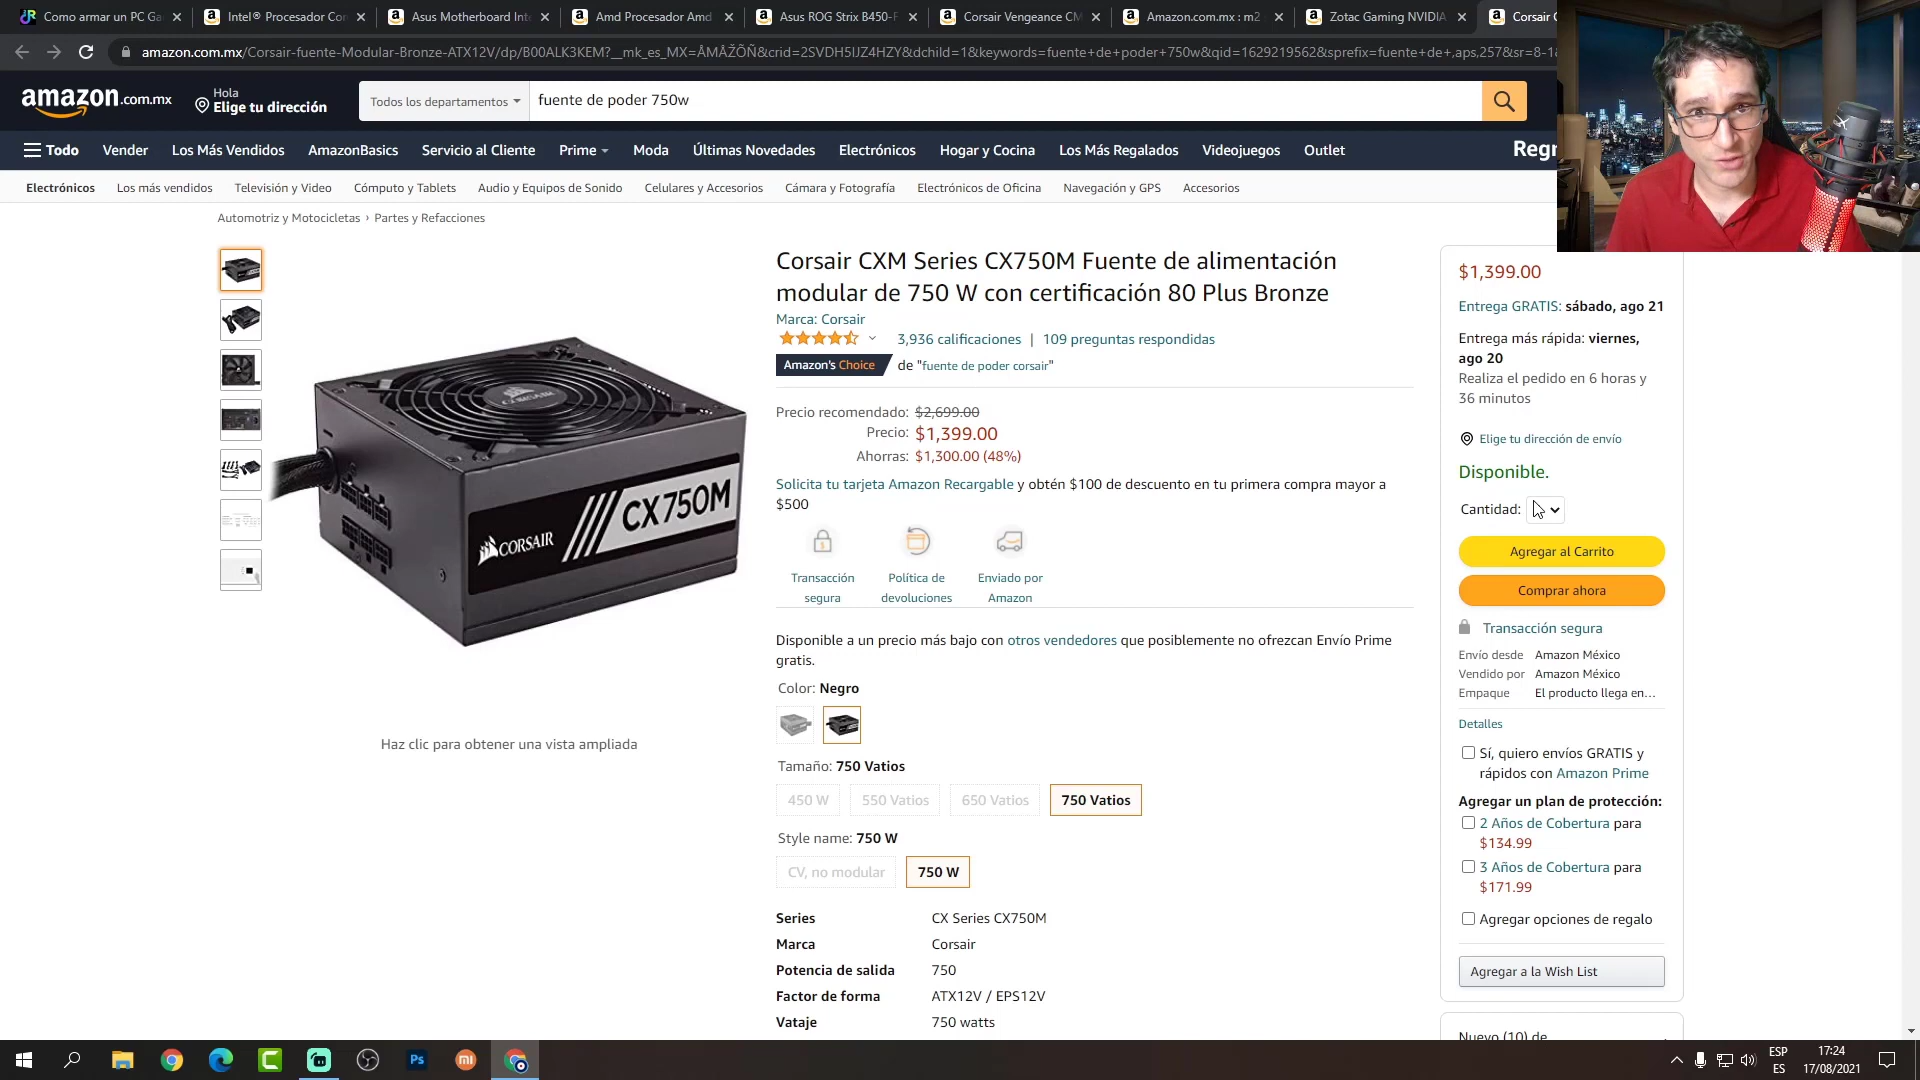 Como armar un PC Ga
Intel® Procesador Cor
Asus Motherboard Inte
Amd Procesador Amd
Asus ROG Strix B450-F
Corsair Vengeance CM
Amazon.com.mx : m2
Zotac Gaming NVIDIA
Corsair C
amazon.com.mx/Corsair-fuente-Modular-Bronze-ATX12V/dp/B00ALK3KEM?__mk_es_MX=ÅMÅŽÕÑ&crid=2SVDH5IJZ4HZY&dchild=1&keywords=fuente+de+poder+750w&qid=1629219562&sprefix=fuente+de+,aps,257&sr=8-1
amazon.com.mx
Hola
Elige tu dirección
Todos los departamentos
fuente de poder 750w
Todo
Vender
Los Más Vendidos
AmazonBasics
Servicio al Cliente
Prime
Moda
Últimas Novedades
Electrónicos
Hogar y Cocina
Los Más Regalados
Videojuegos
Outlet
Regr
Electrónicos
Los más vendidos
Televisión y Video
Cómputo y Tablets
Audio y Equipos de Sonido
Celulares y Accesorios
Cámara y Fotografía
Electrónicos de Oficina
Navegación y GPS
Accesorios
Automotriz y Motocicletas › Partes y Refacciones
CORSAIR
CORSAIR
CX750M
Haz clic para obtener una vista ampliada
Corsair CXM Series CX750M Fuente de alimentación
modular de 750 W con certificación 80 Plus Bronze
Marca: Corsair
3,936 calificaciones | 109 preguntas respondidas
Amazon's Choice de "fuente de poder corsair"
Precio recomendado: $2,699.00
Precio: $1,399.00
Ahorras: $1,300.00 (48%)
Solicita tu tarjeta Amazon Recargable y obtén $100 de descuento en tu primera compra mayor a
$500
Transacción
segura
Política de
devoluciones
Enviado por
Amazon
Disponible a un precio más bajo con otros vendedores que posiblemente no ofrezcan Envío Prime
gratis.
Color: Negro
Tamaño: 750 Vatios
450 W
550 Vatios
650 Vatios
750 Vatios
Style name: 750 W
CV, no modular
750 W
Series CX Series CX750M
Marca Corsair
Potencia de salida 750
Factor de forma ATX12V / EPS12V
Vataje 750 watts
$1,399.00
Entrega GRATIS: sábado, ago 21
Entrega más rápida: viernes,
ago 20
Realiza el pedido en 6 horas y
36 minutos
Elige tu dirección de envío
Disponible.
Cantidad:
Agregar al Carrito
Comprar ahora
Transacción segura
Envío desde Amazon México
Vendido por Amazon México
Empaque El producto llega en…
Detalles
Sí, quiero envíos GRATIS y
rápidos con Amazon Prime
Agregar un plan de protección:
2 Años de Cobertura para
$134.99
3 Años de Cobertura para
$171.99
Agregar opciones de regalo
Agregar a la Wish List
Nuevo (10) de
Ps
ESP
ES
17:24
17/08/2021